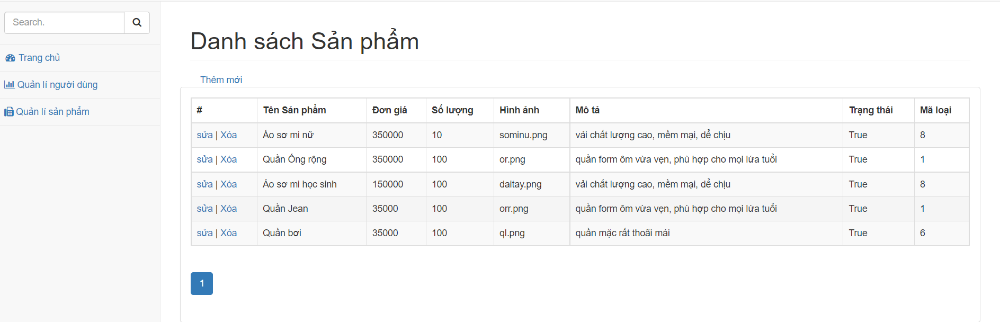 Search.
Trang chủ
Quản lí người dùng
Quản lí sản phẩm
Danh sách Sản phẩm
Thêm mới
# Tên Sản phẩm Đơn giá Số lượng Hình ảnh Mô tả Trạng thái Mã loại
sửa | Xóa Áo sơ mi nữ 350000 10 sominu.png vải chất lượng cao, mềm mại, dể chịu True 8
sửa | Xóa Quần Ống rộng 350000 100 or.png quần form ôm vừa vẹn, phù hợp cho mọi lứa tuổi True 1
sửa | Xóa Áo sơ mi học sinh 150000 100 daitay.png vải chất lượng cao, mềm mại, dể chịu True 8
sửa | Xóa Quần Jean 35000 100 orr.png quần form ôm vừa vẹn, phù hợp cho mọi lứa tuổi True 1
sửa | Xóa Quần bơi 35000 100 ql.png quần mặc rất thoãi mái True 6
1